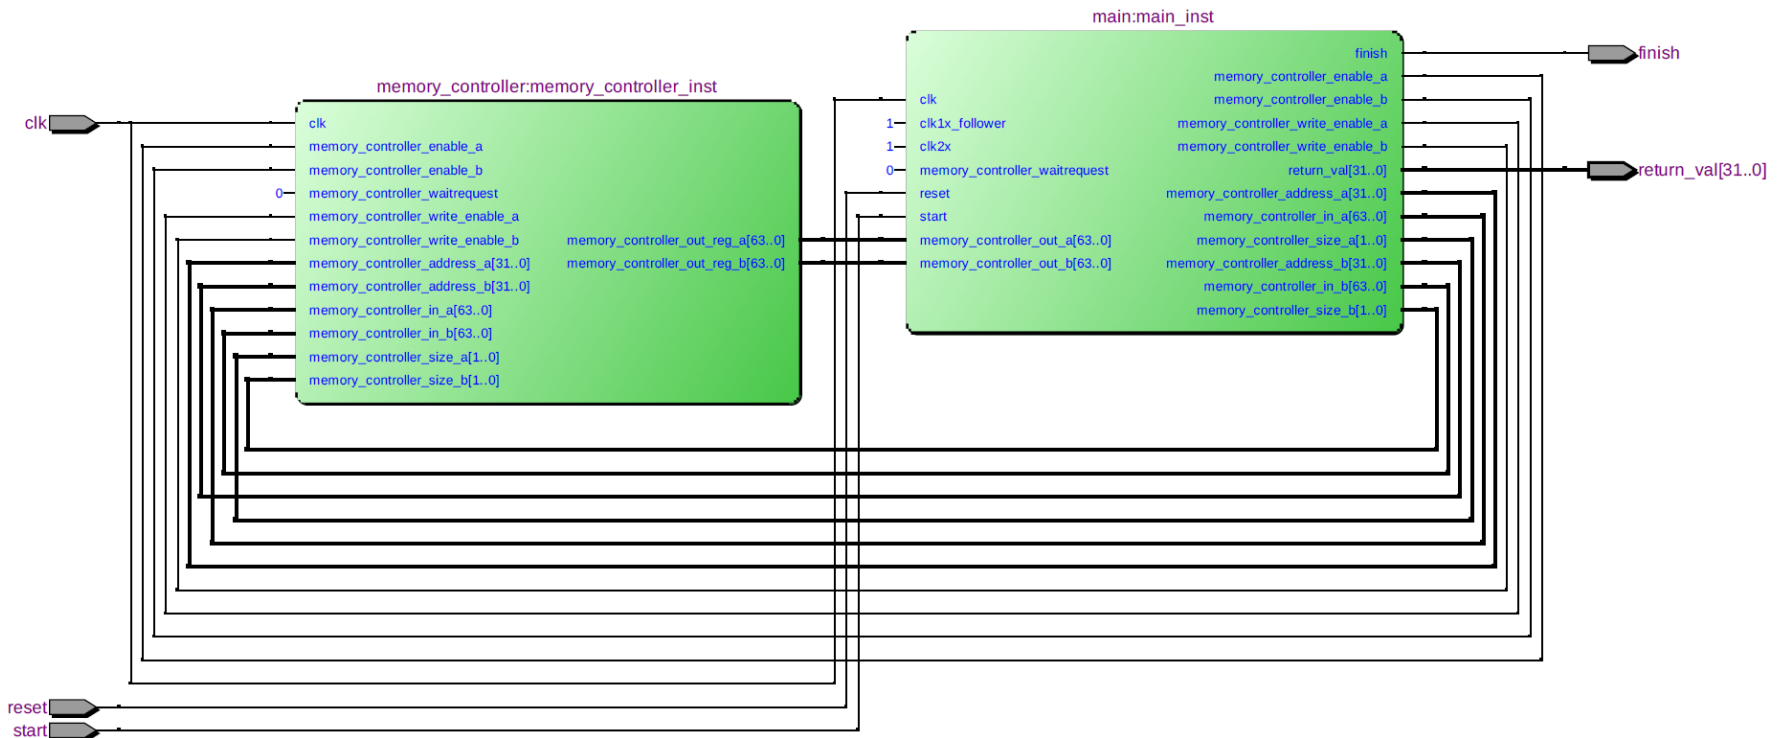 main:main_inst
finish
finish
memory_controller_enable_a
memory_controller:memory_controller_inst
clk
memory_controller_enable_b
clk
clk
1
clk1x_follower
memory_controller_write_enable_a
memory_controller_enable_a
1
clk2x
memory_controller_write_enable_b
memory_controller_enable_b
0
memory_controller_waitrequest
return_val[31..0]
return_val[31..0]
0
memory_controller_waitrequest
reset
memory_controller_address_a[31..0]
memory_controller_write_enable_a
start
memory_controller_in_a[63..0]
memory_controller_write_enable_b
memory_controller_out_reg_a[63..0]
memory_controller_out_a[63..0]
memory_controller_size_a[1..0]
memory_controller_address_a[31..0]
memory_controller_out_reg_b[63..0]
memory_controller_out_b[63..0]
memory_controller_address_b[31..0]
memory_controller_address_b[31..0]
memory_controller_in_b[63..0]
memory_controller_in_a[63..0]
memory_controller_size_b[1..0]
memory_controller_in_b[63..0]
memory_controller_size_a[1..0]
memory_controller_size_b[1..0]
reset
start